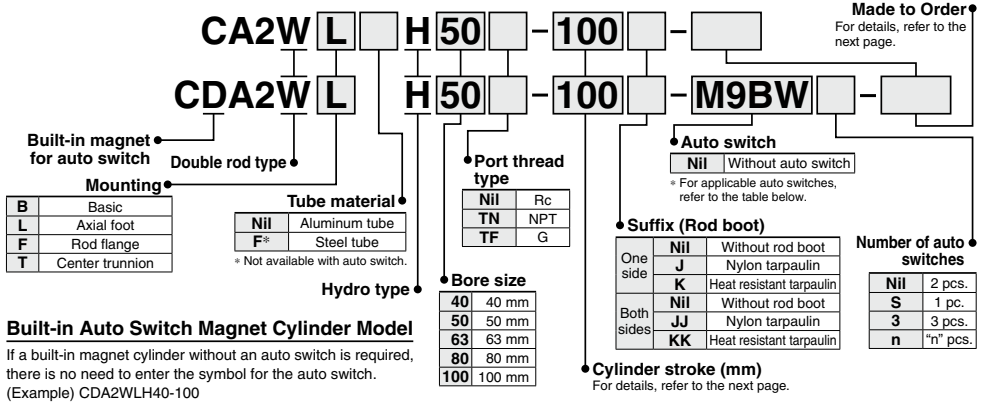 CA2W L H 50 - 100 -
Made to Order
For details, refer to the
next page.
CDA2W L H 50 - 100 - M9BW -
Built-in magnet
for auto switch
Double rod type
Mounting
B Basic
L Axial foot
F Rod flange
T Center trunnion
Tube material
Nil Aluminum tube
F* Steel tube
* Not available with auto switch.
Hydro type
Port thread
type
Nil Rc
TN NPT
TF G
Bore size
40 40 mm
50 50 mm
63 63 mm
80 80 mm
100 100 mm
Auto switch
Nil Without auto switch
* For applicable auto switches,
refer to the table below.
Suffix (Rod boot)
One side
Nil Without rod boot
J Nylon tarpaulin
K Heat resistant tarpaulin
Both sides
Nil Without rod boot
JJ Nylon tarpaulin
KK Heat resistant tarpaulin
Cylinder stroke (mm)
For details, refer to the next page.
Number of auto
switches
Nil 2 pcs.
S 1 pc.
3 3 pcs.
n "n" pcs.
Built-in Auto Switch Magnet Cylinder Model
If a built-in magnet cylinder without an auto switch is required,
there is no need to enter the symbol for the auto switch.
(Example) CDA2WLH40-100